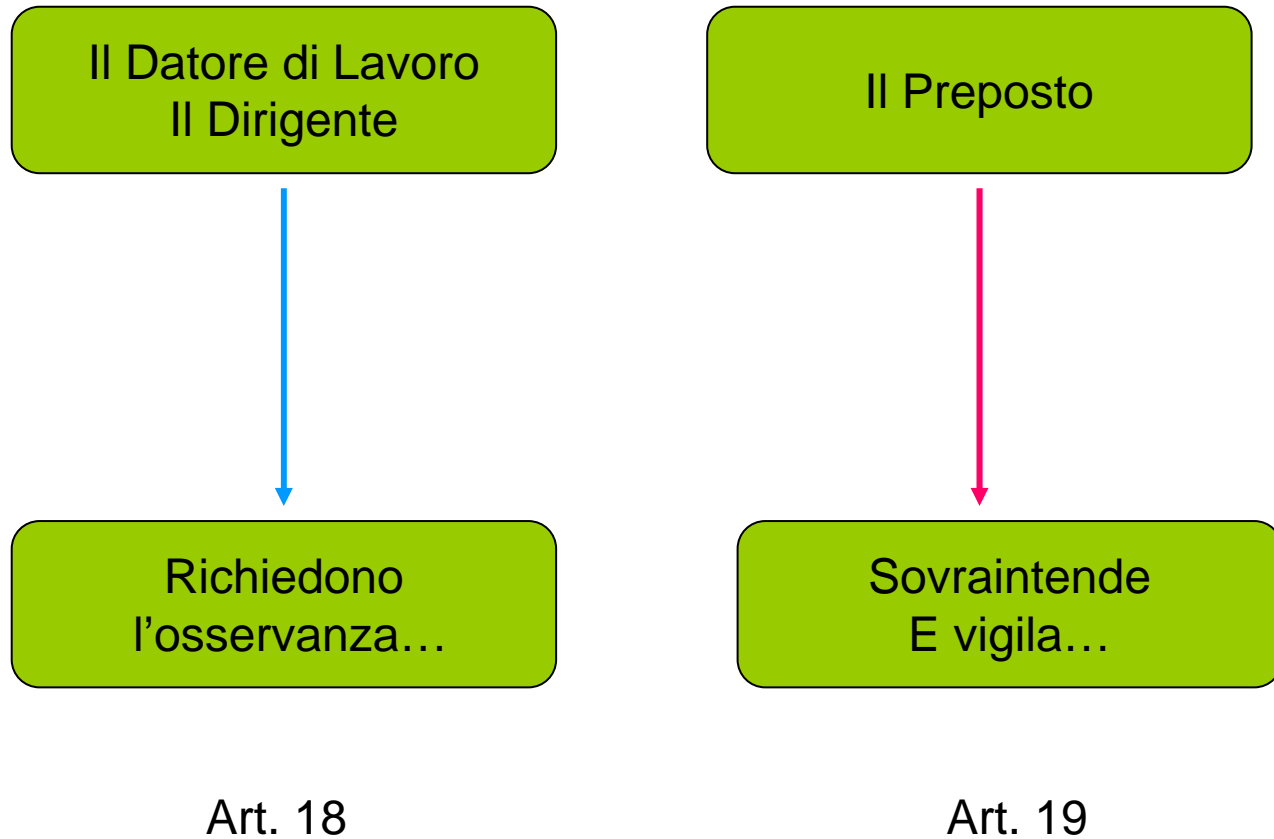 Il Datore di Lavoro
Il Dirigente
Il Preposto
Richiedono
l’osservanza…
Sovraintende
E vigila…
Art. 18
Art. 19